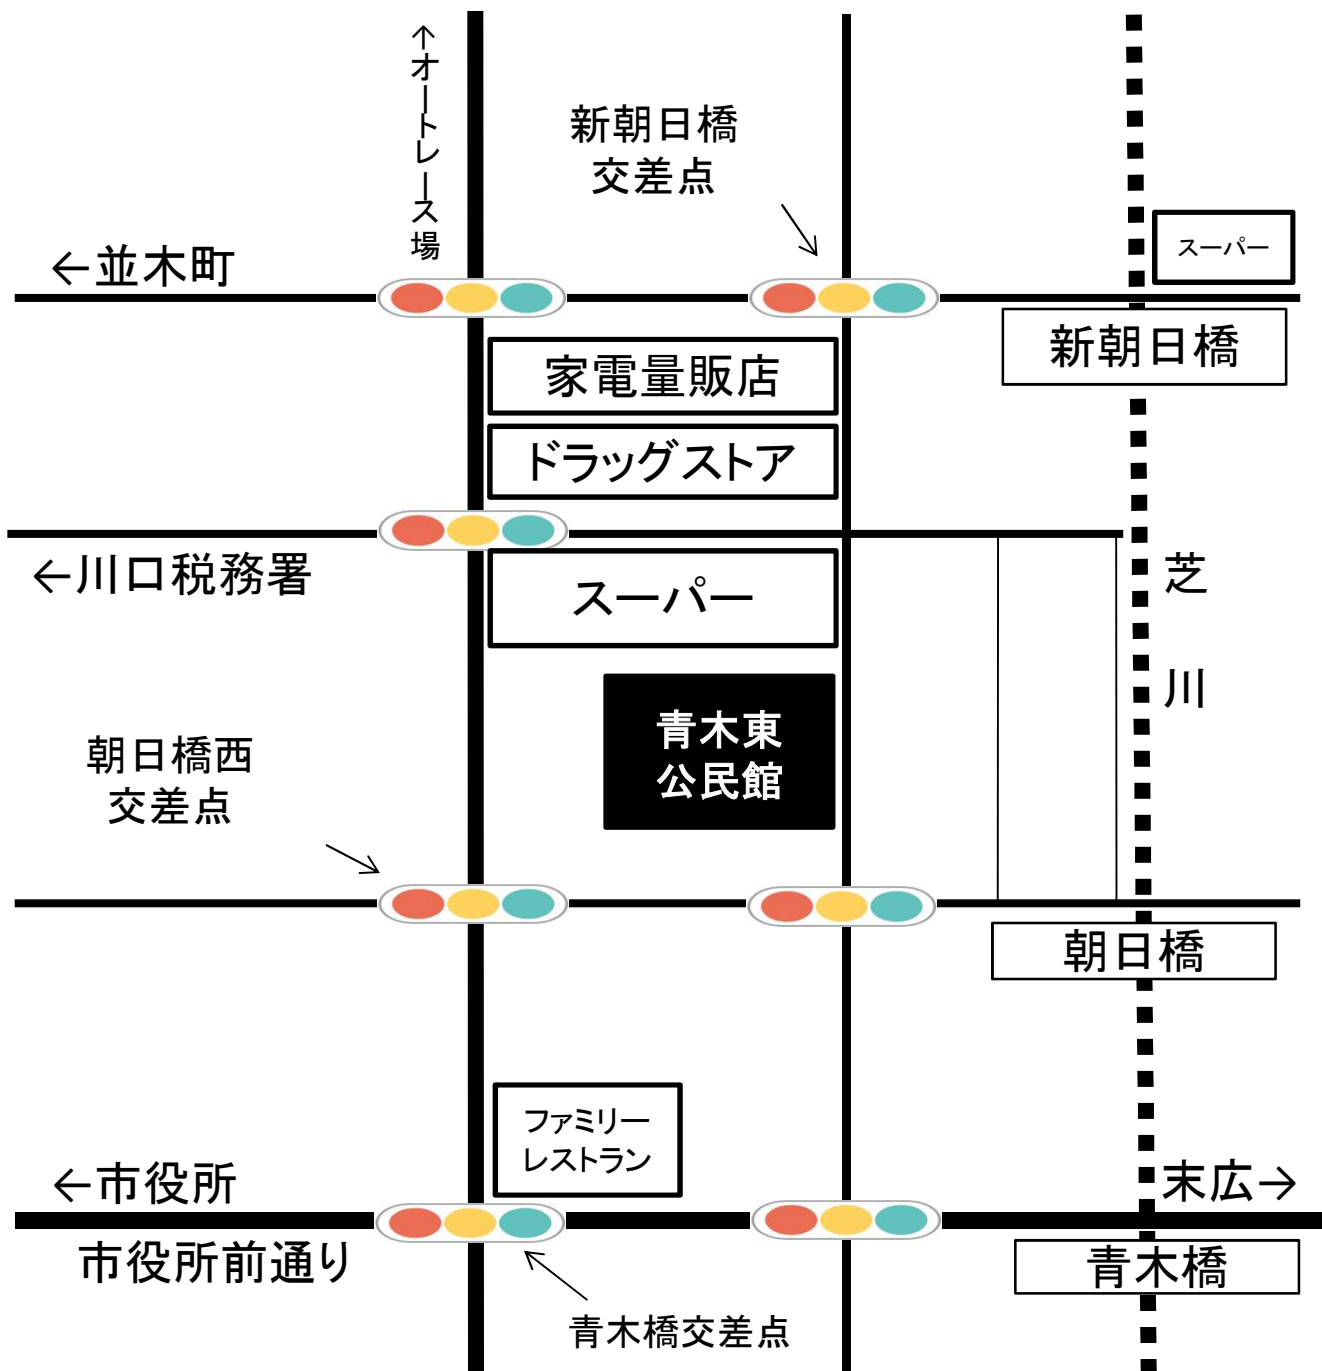 ↑オートレース場
新朝日橋
交差点
スーパー
←並木町
新朝日橋
家電量販店
ドラッグストア
←川口税務署
スーパー
芝川
青木東
公民館
朝日橋西
交差点
朝日橋
ファミリー
レストラン
←市役所
末広→
市役所前通り
青木橋
青木橋交差点